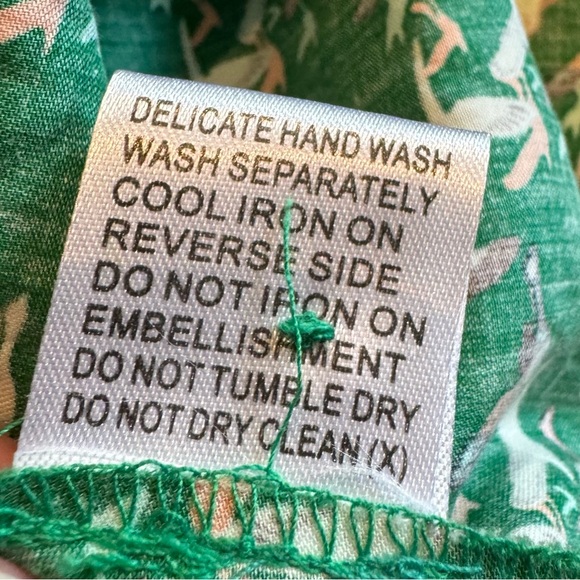 DELICATE HAND WASH
WASH SEPARATELY
COOL IRON ON
REVERSE SIDE
DO NOT IRON ON
EMBELLISHMENT
DO NOT TUMBLE DRY
DO NOT DRY CLEAN (X)